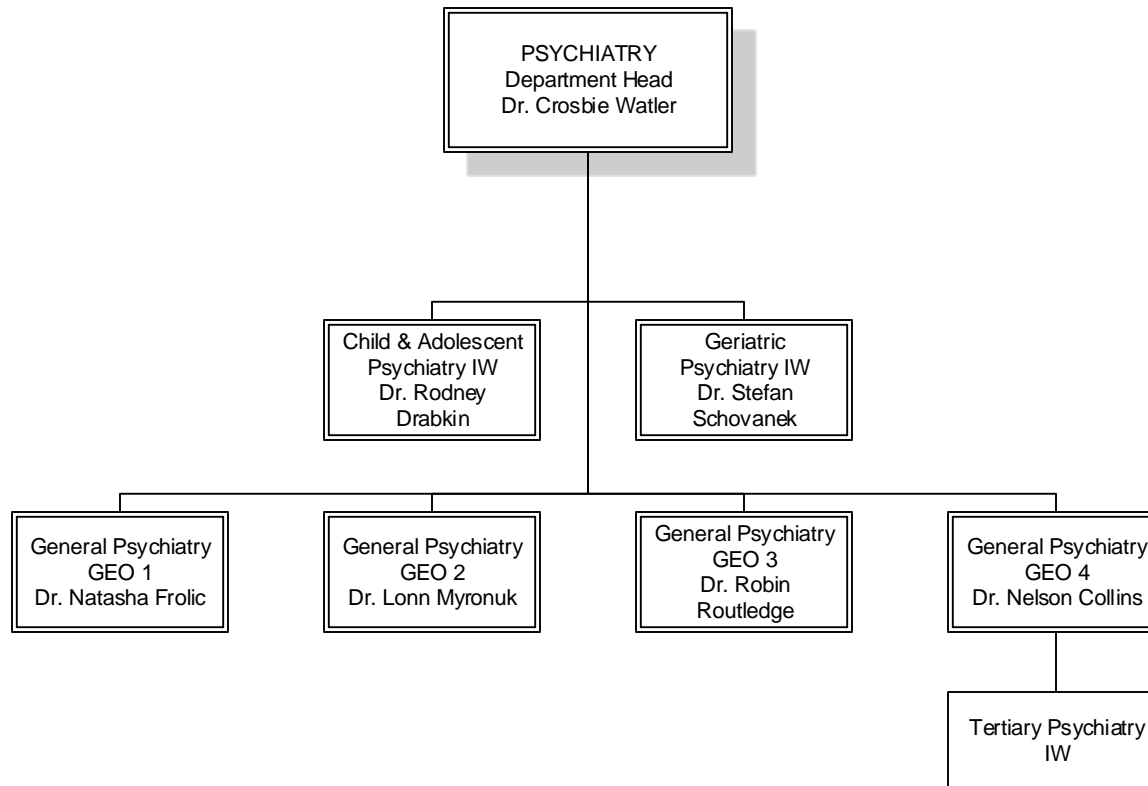 PSYCHIATRY
Department Head
Dr. Crosbie Watler
Child & Adolescent
Psychiatry IW
Dr. Rodney
Drabkin
Geriatric
Psychiatry IW
Dr. Stefan
Schovanek
General Psychiatry
GEO 1
Dr. Natasha Frolic
General Psychiatry
GEO 2
Dr. Lonn Myronuk
General Psychiatry
GEO 3
Dr. Robin
Routledge
General Psychiatry
GEO 4
Dr. Nelson Collins
Tertiary Psychiatry
IW